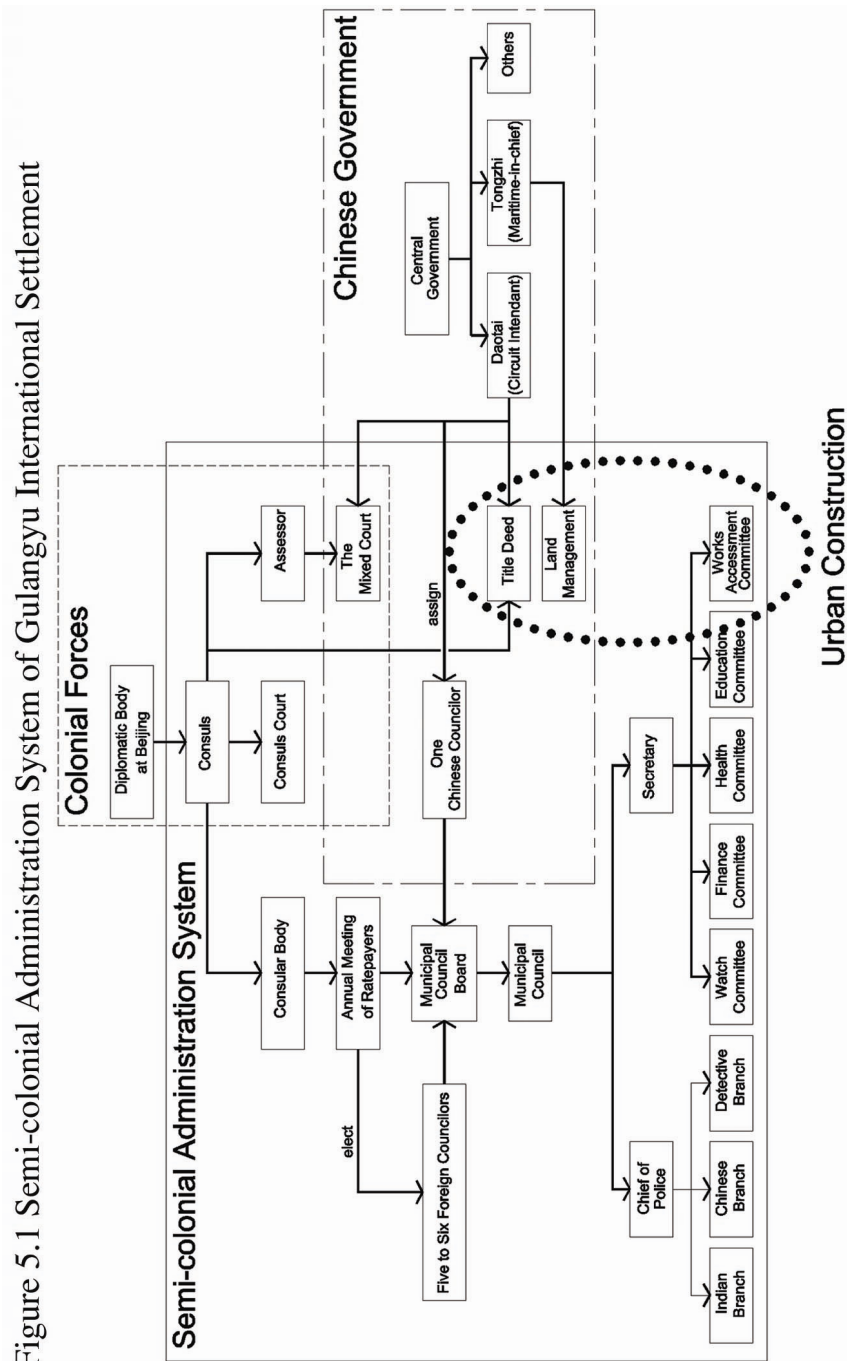 Figure 5.1 Semi-colonial Administration System of Gulangyu International Settlement
Semi-colonial Administration System
Colonial Forces
Chinese Government
Diplomatic Body
at Beijing
Consuls
Consuls Court
Assessor
The
Mixed Court
Central
Government
Daotai
(Circuit Intendant)
Tongzhi
(Maritime-in-chief)
Others
Consular Body
Annual Meeting
of Ratepayers
elect
Five to Six Foreign Councilors
Municipal Council
Board
One
Chinese Councilor
assign
Title Deed
Land
Management
Municipal
Council
Chief of
Police
Secretary
Indian
Branch
Chinese
Branch
Detective
Branch
Watch
Committee
Finance
Committee
Health
Committee
Education
Committee
Works
Accessment
Committee
Urban Construction